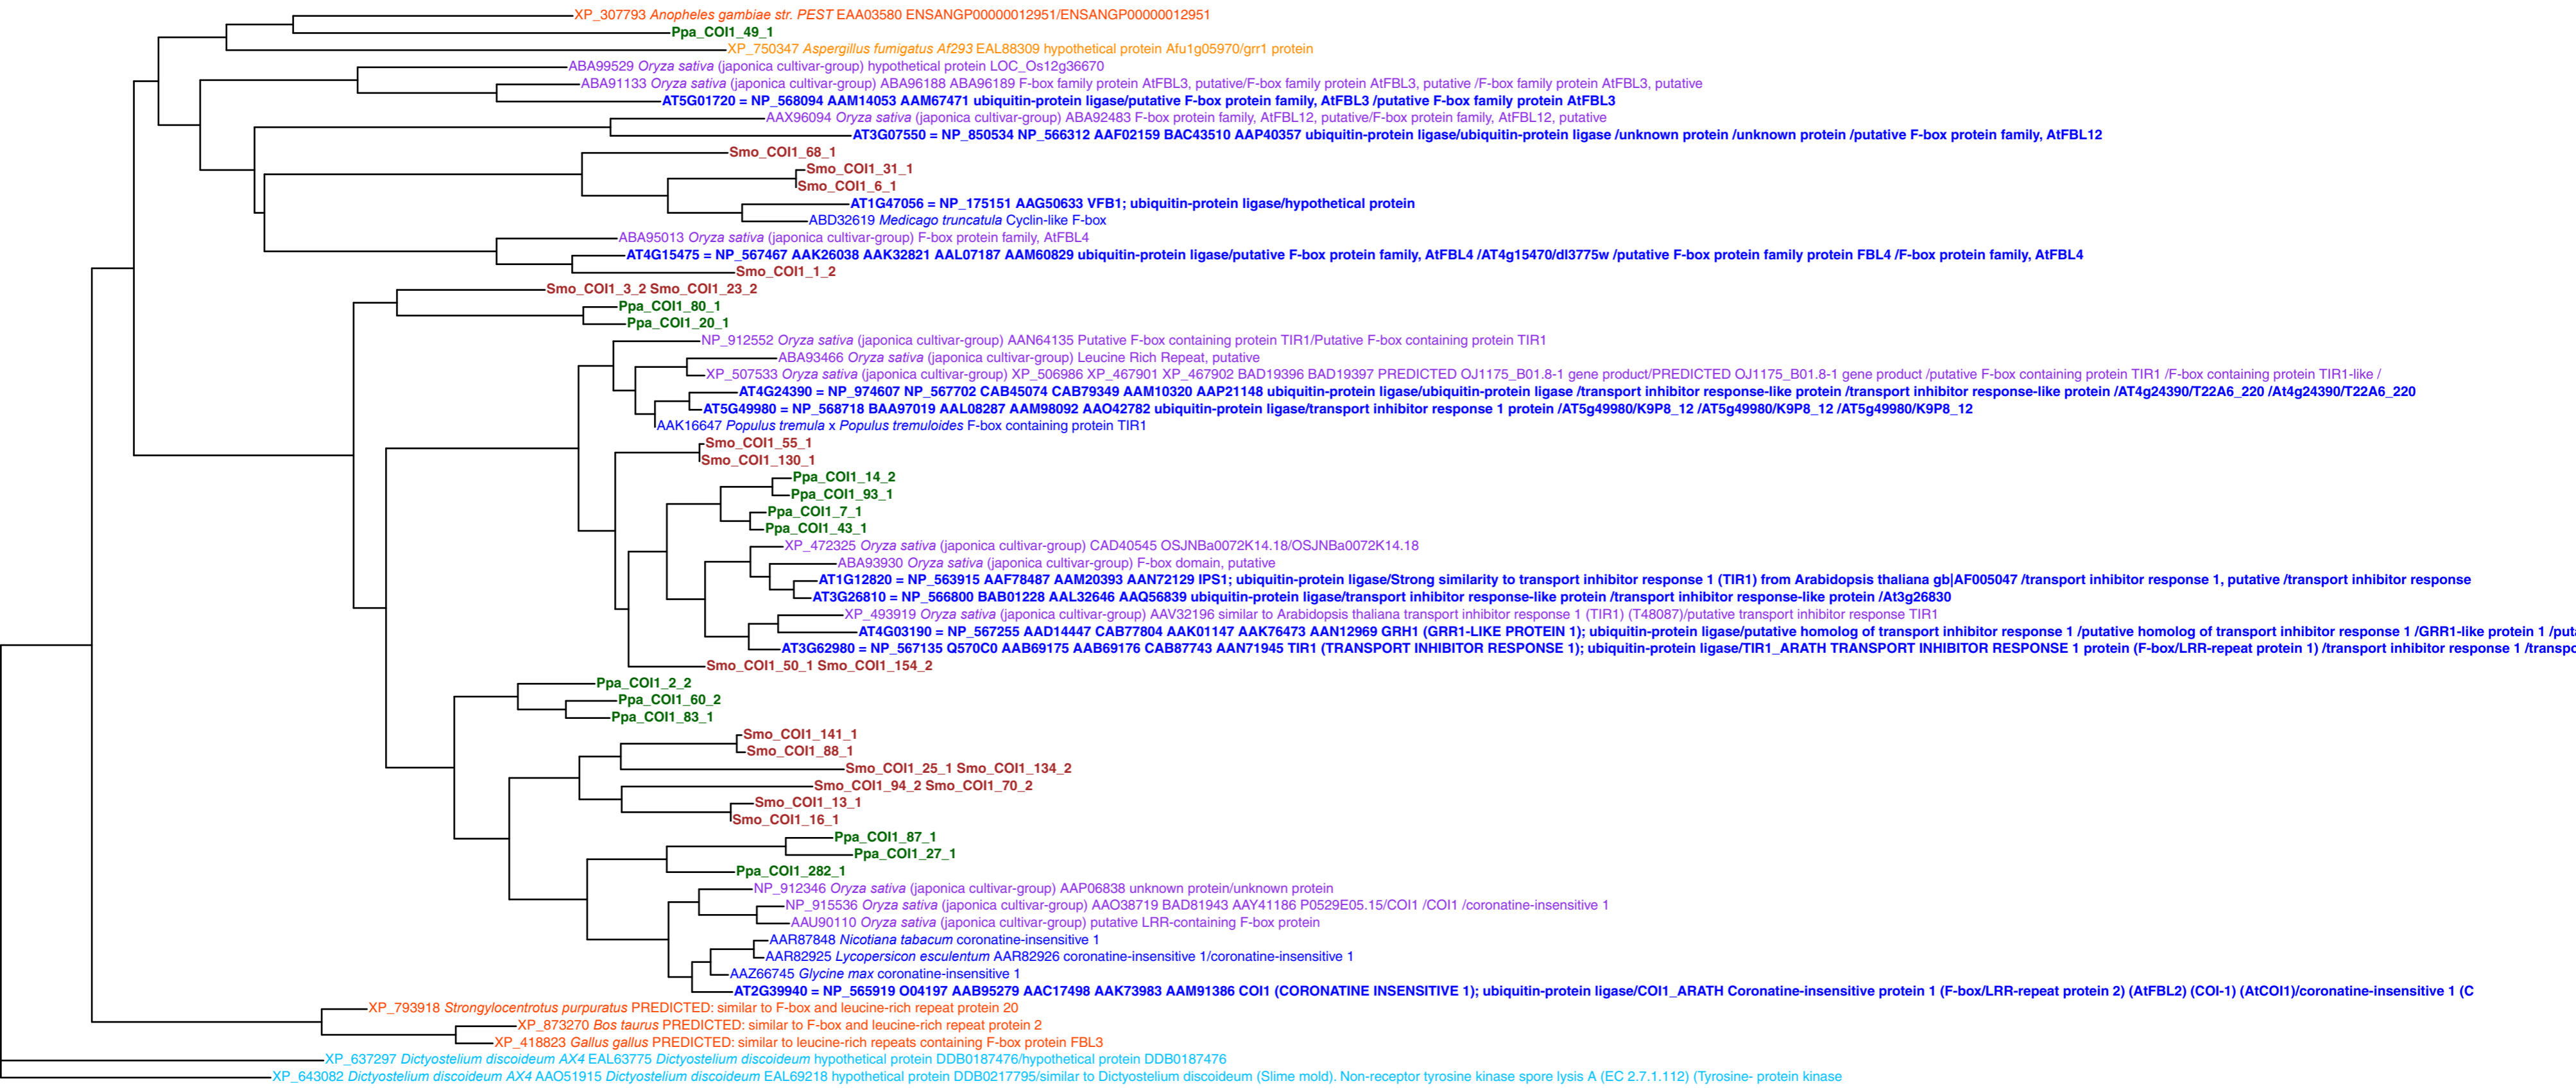 XP_307793 Anopheles gambiae str. PEST EAA03580 ENSANGP00000012951/ENSANGP00000012951
Ppa_COI1_49_1
XP_750347 Aspergillus fumigatus Af293 EAL88309 hypothetical protein Afu1g05970/grr1 protein
ABA99529 Oryza sativa (japonica cultivar-group) hypothetical protein LOC_Os12g36670
ABA91133 Oryza sativa (japonica cultivar-group) ABA96188 ABA96189 F-box family protein AtFBL3, putative/F-box family protein AtFBL3, putative /F-box family protein AtFBL3, putative
AT5G01720 = NP_568094 AAM14053 AAM67471 ubiquitin-protein ligase/putative F-box protein family, AtFBL3 /putative F-box family protein AtFBL3
AAX96094 Oryza sativa (japonica cultivar-group) ABA92483 F-box protein family, AtFBL12, putative/F-box protein family, AtFBL12, putative
AT3G07550 = NP_850534 NP_566312 AAF02159 BAC43510 AAP40357 ubiquitin-protein ligase/ubiquitin-protein ligase /unknown protein /unknown protein /putative F-box protein family, AtFBL12
Smo_COI1_68_1
Smo_COI1_31_1
Smo_COI1_6_1
AT1G47056 = NP_175151 AAG50633 VFB1; ubiquitin-protein ligase/hypothetical protein
ABD32619 Medicago truncatula Cyclin-like F-box
ABA95013 Oryza sativa (japonica cultivar-group) F-box protein family, AtFBL4
AT4G15475 = NP_567467 AAK26038 AAK32821 AAL07187 AAM60829 ubiquitin-protein ligase/putative F-box protein family, AtFBL4 /AT4g15470/dl3775w /putative F-box protein family protein FBL4 /F-box protein family, AtFBL4
Smo_COI1_1_2
Smo_COI1_3_2 Smo_COI1_23_2
Ppa_COI1_80_1
Ppa_COI1_20_1
NP_912552 Oryza sativa (japonica cultivar-group) AAN64135 Putative F-box containing protein TIR1/Putative F-box containing protein TIR1
ABA93466 Oryza sativa (japonica cultivar-group) Leucine Rich Repeat, putative
XP_507533 Oryza sativa (japonica cultivar-group) XP_506986 XP_467901 XP_467902 BAD19396 BAD19397 PREDICTED OJ1175_B01.8-1 gene product/PREDICTED OJ1175_B01.8-1 gene product /putative F-box containing protein TIR1 /F-box containing protein TIR1-like /
AT4G24390 = NP_974607 NP_567702 CAB45074 CAB79349 AAM10320 AAP21148 ubiquitin-protein ligase/ubiquitin-protein ligase /transport inhibitor response-like protein /transport inhibitor response-like protein /AT4g24390/T22A6_220 /At4g24390/T22A6_220
AT5G49980 = NP_568718 BAA97019 AAL08287 AAM98092 AAO42782 ubiquitin-protein ligase/transport inhibitor response 1 protein /AT5g49980/K9P8_12 /AT5g49980/K9P8_12 /AT5g49980/K9P8_12
AAK16647 Populus tremula x Populus tremuloides F-box containing protein TIR1
Smo_COI1_55_1
Smo_COI1_130_1
Ppa_COI1_14_2
Ppa_COI1_93_1
Ppa_COI1_7_1
Ppa_COI1_43_1
XP_472325 Oryza sativa (japonica cultivar-group) CAD40545 OSJNBa0072K14.18/OSJNBa0072K14.18
ABA93930 Oryza sativa (japonica cultivar-group) F-box domain, putative
AT1G12820 = NP_563915 AAF78487 AAM20393 AAN72129 IPS1; ubiquitin-protein ligase/Strong similarity to transport inhibitor response 1 (TIR1) from Arabidopsis thaliana gb|AF005047 /transport inhibitor response 1, putative /transport inhibitor response
AT3G26810 = NP_566800 BAB01228 AAL32646 AAQ56839 ubiquitin-protein ligase/transport inhibitor response-like protein /transport inhibitor response-like protein /At3g26830
XP_493919 Oryza sativa (japonica cultivar-group) AAV32196 similar to Arabidopsis thaliana transport inhibitor response 1 (TIR1) (T48087)/putative transport inhibitor response TIR1
AT4G03190 = NP_567255 AAD14447 CAB77804 AAK01147 AAK76473 AAN12969 GRH1 (GRR1-LIKE PROTEIN 1); ubiquitin-protein ligase/putative homolog of transport inhibitor response 1 /putative homolog of transport inhibitor response 1 /GRR1-like protein 1 /puta
AT3G62980 = NP_567135 Q570C0 AAB69175 AAB69176 CAB87743 AAN71945 TIR1 (TRANSPORT INHIBITOR RESPONSE 1); ubiquitin-protein ligase/TIR1_ARATH TRANSPORT INHIBITOR RESPONSE 1 protein (F-box/LRR-repeat protein 1) /transport inhibitor response 1 /transpo
Smo_COI1_50_1 Smo_COI1_154_2
Ppa_COI1_2_2
Ppa_COI1_60_2
Ppa_COI1_83_1
Smo_COI1_141_1
Smo_COI1_88_1
Smo_COI1_25_1 Smo_COI1_134_2
Smo_COI1_94_2 Smo_COI1_70_2
Smo_COI1_13_1
Smo_COI1_16_1
Ppa_COI1_87_1
Ppa_COI1_27_1
Ppa_COI1_282_1
NP_912346 Oryza sativa (japonica cultivar-group) AAP06838 unknown protein/unknown protein
NP_915536 Oryza sativa (japonica cultivar-group) AAO38719 BAD81943 AAY41186 P0529E05.15/COI1 /COI1 /coronatine-insensitive 1
AAU90110 Oryza sativa (japonica cultivar-group) putative LRR-containing F-box protein
AAR87848 Nicotiana tabacum coronatine-insensitive 1
AAR82925 Lycopersicon esculentum AAR82926 coronatine-insensitive 1/coronatine-insensitive 1
AAZ66745 Glycine max coronatine-insensitive 1
AT2G39940 = NP_565919 O04197 AAB95279 AAC17498 AAK73983 AAM91386 COI1 (CORONATINE INSENSITIVE 1); ubiquitin-protein ligase/COI1_ARATH Coronatine-insensitive protein 1 (F-box/LRR-repeat protein 2) (AtFBL2) (COI-1) (AtCOI1)/coronatine-insensitive 1 (C
XP_793918 Strongylocentrotus purpuratus PREDICTED: similar to F-box and leucine-rich repeat protein 20
XP_873270 Bos taurus PREDICTED: similar to F-box and leucine-rich repeat protein 2
XP_418823 Gallus gallus PREDICTED: similar to leucine-rich repeats containing F-box protein FBL3
XP_637297 Dictyostelium discoideum AX4 EAL63775 Dictyostelium discoideum hypothetical protein DDB0187476/hypothetical protein DDB0187476
XP_643082 Dictyostelium discoideum AX4 AAO51915 Dictyostelium discoideum EAL69218 hypothetical protein DDB0217795/similar to Dictyostelium discoideum (Slime mold). Non-receptor tyrosine kinase spore lysis A (EC 2.7.1.112) (Tyrosine- protein kinase